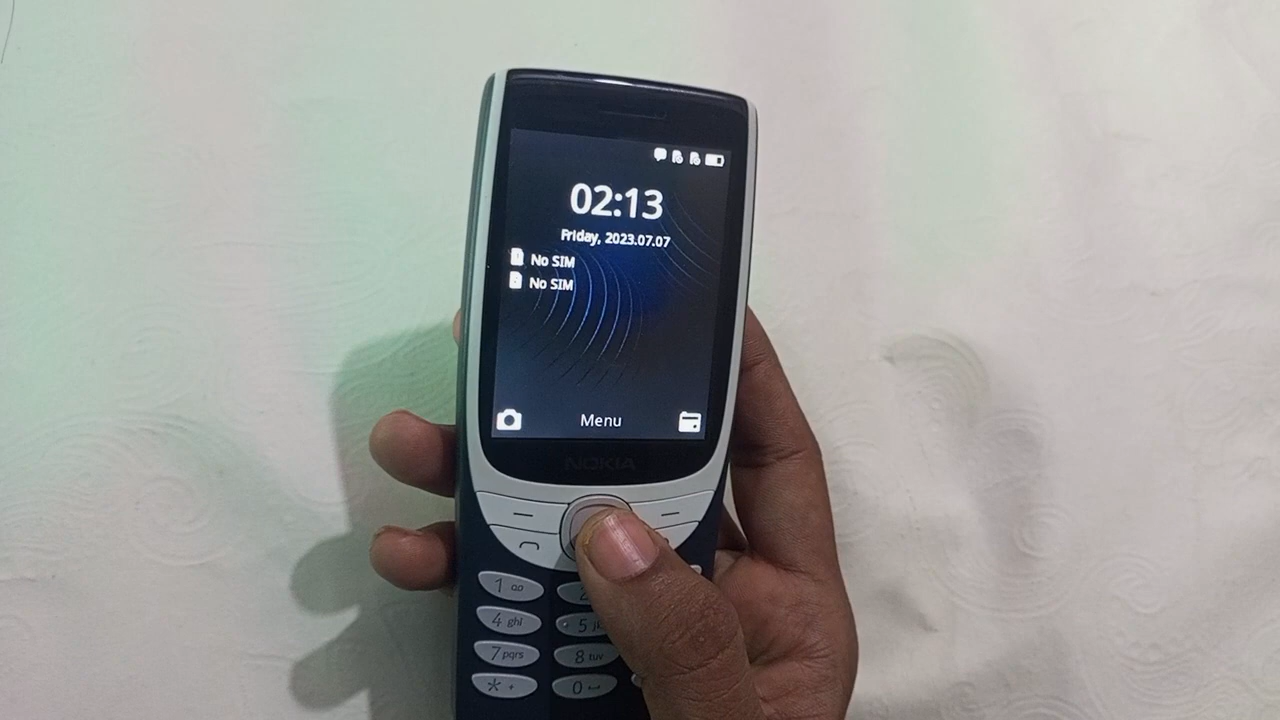 02:13
Friday, 2023.07.07
No SIM
No SIM
Menu
NOKIA
1
2
4 ghi
5
7 pqrs
8 tuv
* +
0